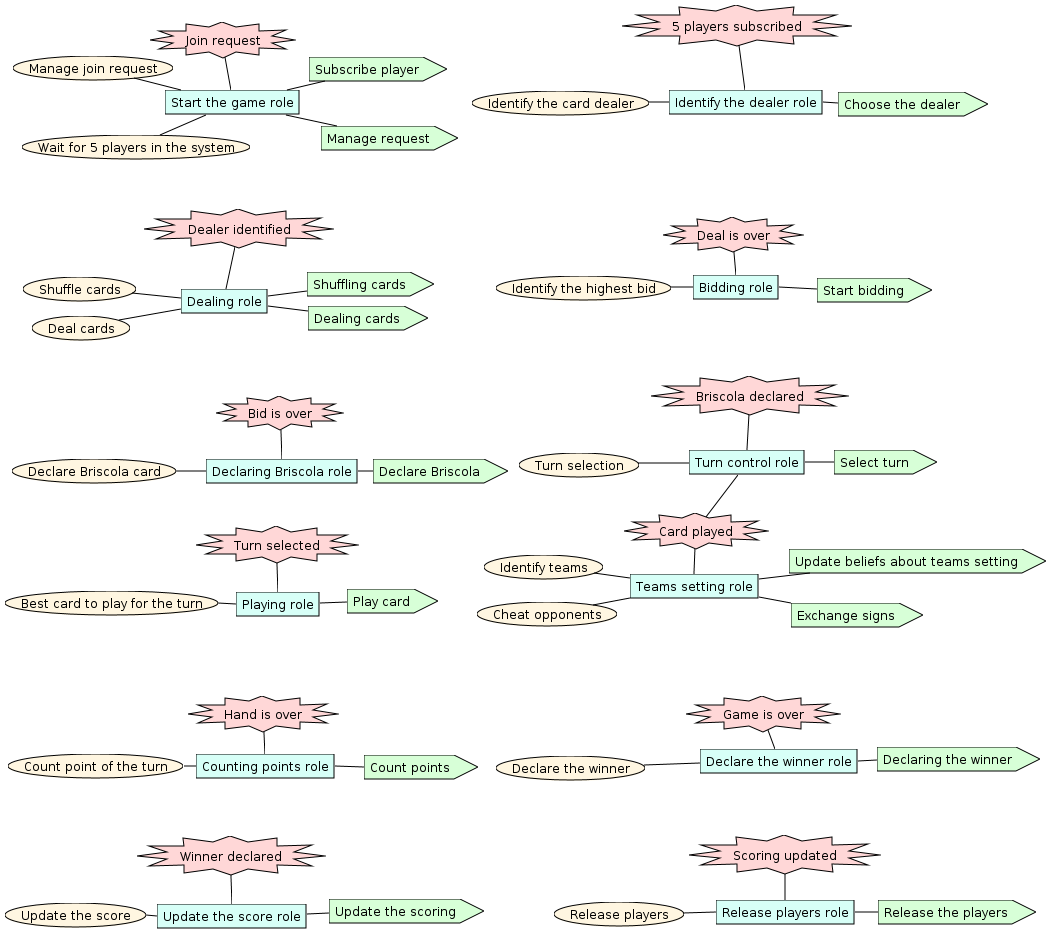 Join request
Manage join request
Subscribe player
Start the game role
Manage request
Wait for 5 players in the system
5 players subscribed
Identify the card dealer
Identify the dealer role
Choose the dealer
Dealer identified
Shuffle cards
Shuffling cards
Dealing role
Deal cards
Dealing cards
Deal is over
Identify the highest bid
Bidding role
Start bidding
Bid is over
Declare Briscola card
Declaring Briscola role
Declare Briscola
Briscola declared
Turn selection
Turn control role
Select turn
Turn selected
Best card to play for the turn
Playing role
Play card
Card played
Identify teams
Update beliefs about teams setting
Teams setting role
Cheat opponents
Exchange signs
Hand is over
Count point of the turn
Counting points role
Count points
Game is over
Declare the winner
Declare the winner role
Declaring the winner
Winner declared
Update the score
Update the score role
Update the scoring
Scoring updated
Release players
Release players role
Release the players